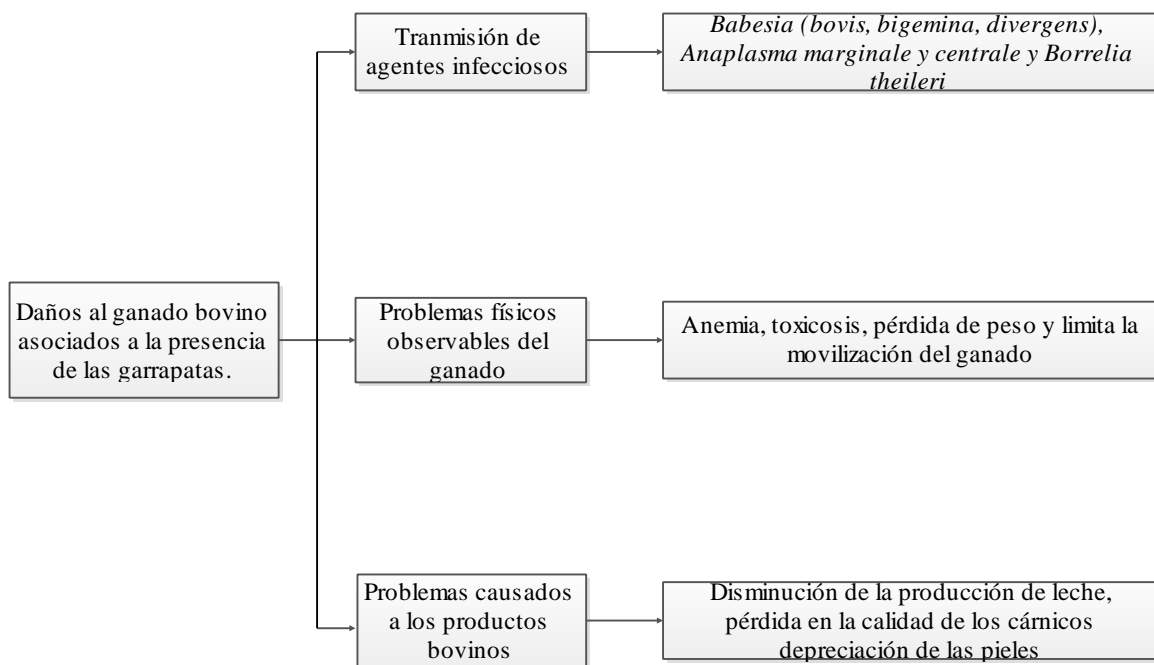 Tranmisión de
agentes infecciosos
Babesia (bovis, bigemina, divergens),
Anaplasma marginale y centrale y Borrelia
theileri
Daños al ganado bovino
asociados a la presencia
de las garrapatas.
Problemas físicos
observables del
ganado
Anemia, toxicosis, pérdida de peso y limita la
movilización del ganado
Problemas causados
a los productos
bovinos
Disminución de la producción de leche,
pérdida en la calidad de los cárnicos
depreciación de las pieles